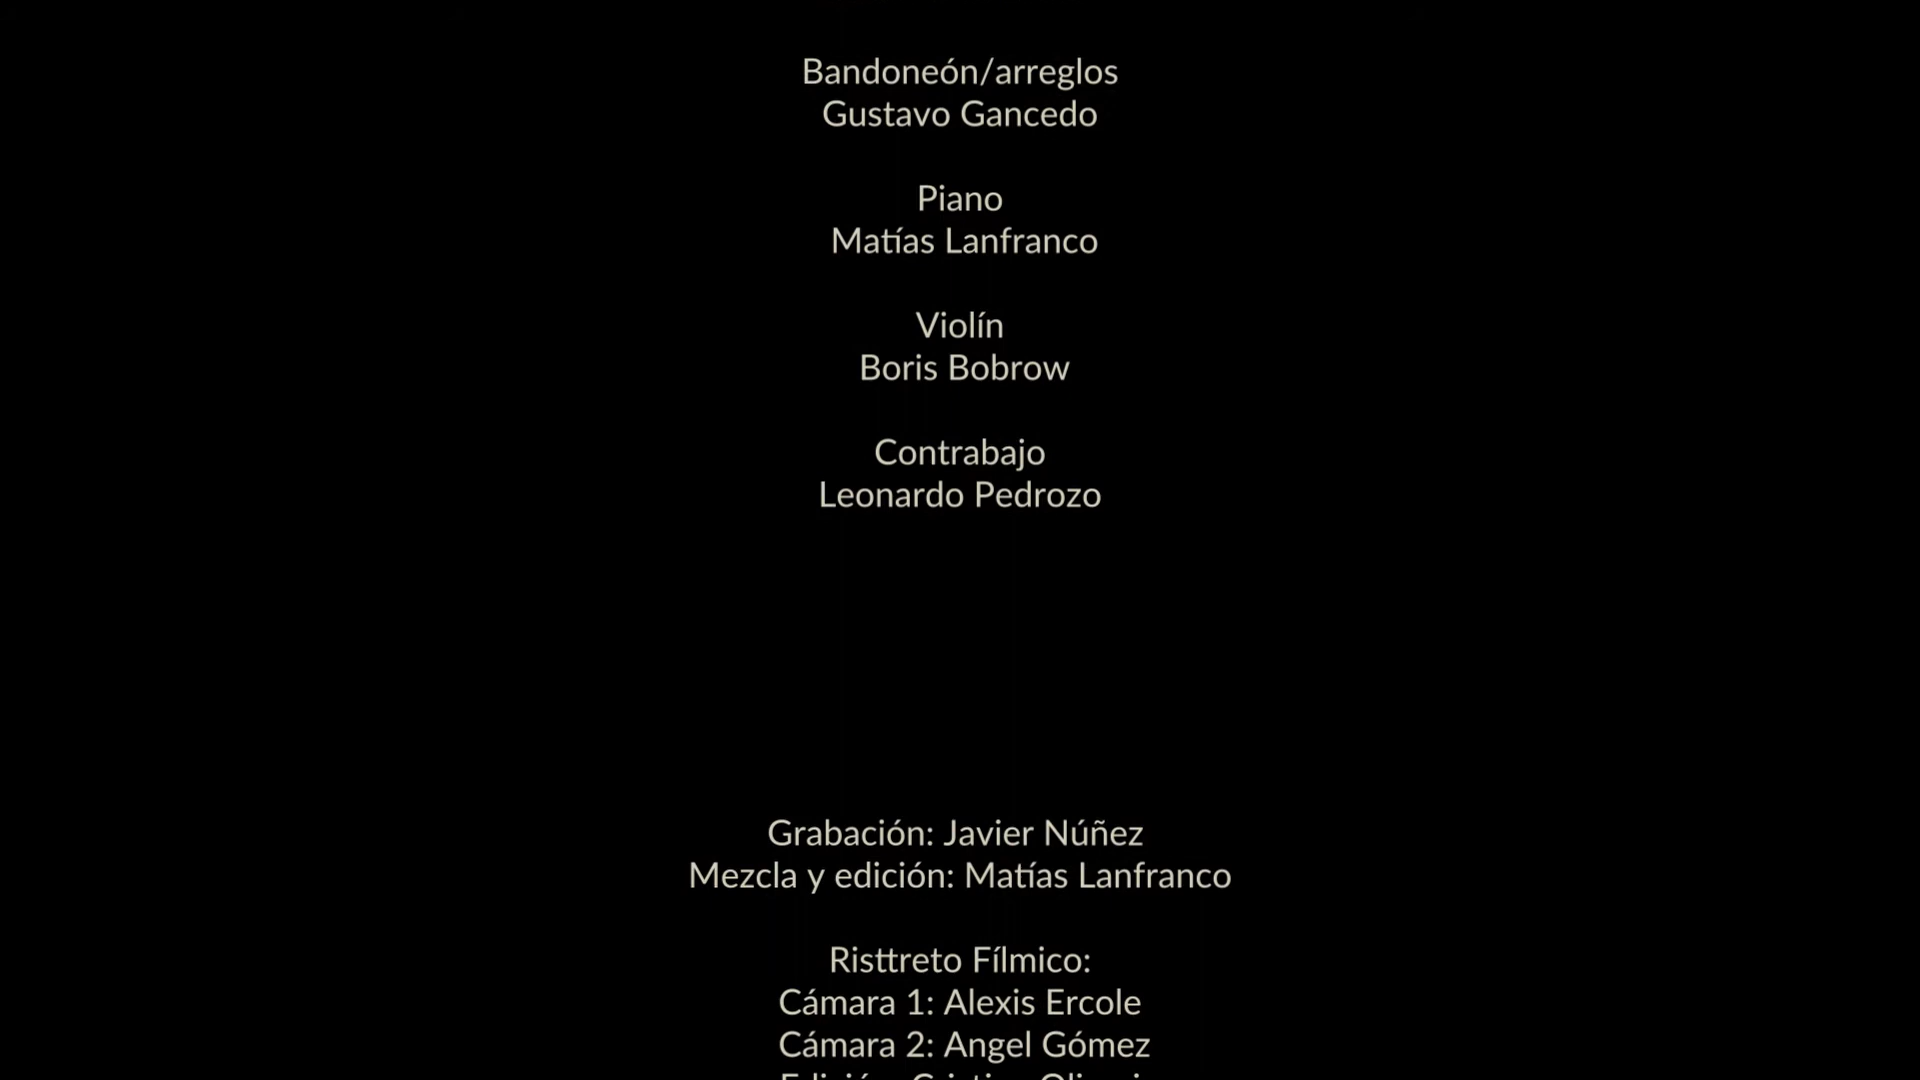 Bandoneón/arreglos
Gustavo Gancedo
Piano
Matías Lanfranco
Violín
Boris Bobrow
Contrabajo
Leonardo Pedrozo
Grabación: Javier Núñez
Mezcla y edición: Matías Lanfranco
Risttreto Fílmico:
Cámara 1: Alexis Ercole
Cámara 2: Angel Gómez